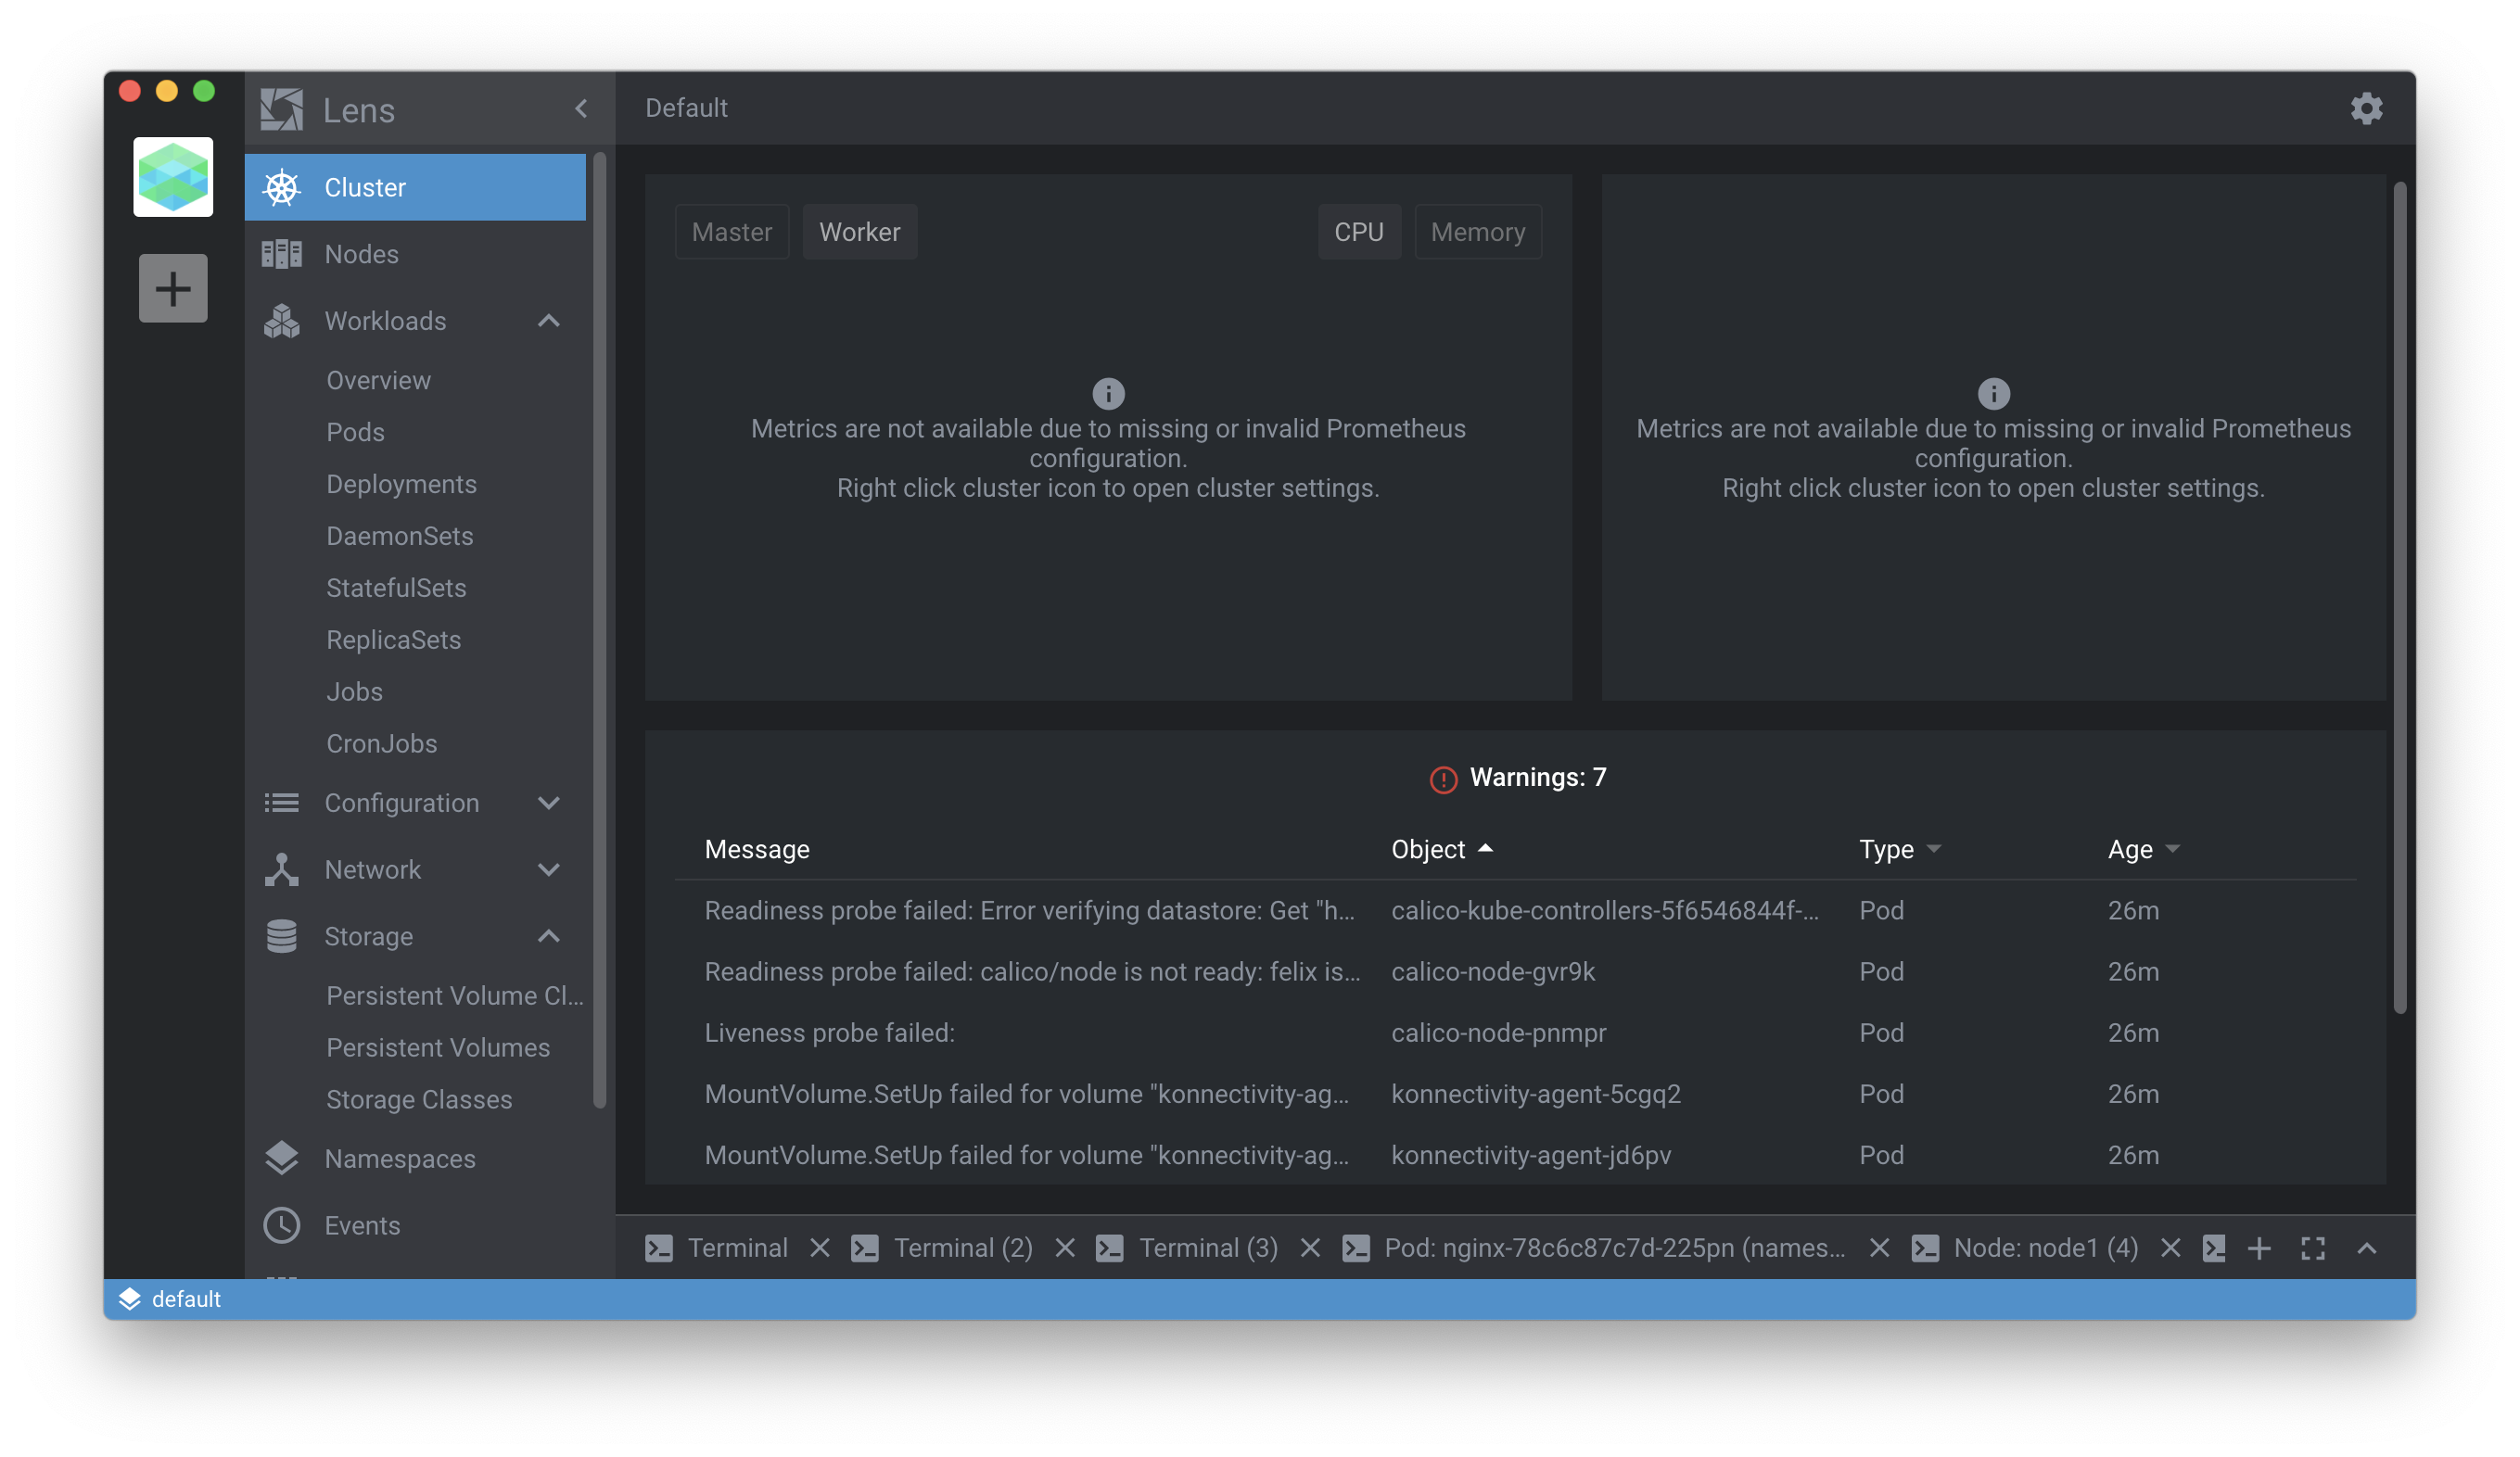 Lens
Default
Cluster
Nodes
Workloads
Overview
Pods
Deployments
DaemonSets
StatefulSets
ReplicaSets
Jobs
CronJobs
Configuration
Network
Storage
Persistent Volume Cl...
Persistent Volumes
Storage Classes
Namespaces
Events
Master Worker CPU Memory
Metrics are not available due to missing or invalid Prometheus
configuration.
Right click cluster icon to open cluster settings.
Metrics are not available due to missing or invalid Prometheus
configuration.
Right click cluster icon to open cluster settings.
Warnings: 7
Message Object Type Age
Readiness probe failed: Error verifying datastore: Get "h... calico-kube-controllers-5f6546844f-... Pod 26m
Readiness probe failed: calico/node is not ready: felix is... calico-node-gvr9k Pod 26m
Liveness probe failed: calico-node-pnmpr Pod 26m
MountVolume.SetUp failed for volume "konnectivity-ag... konnectivity-agent-5cgq2 Pod 26m
MountVolume.SetUp failed for volume "konnectivity-ag... konnectivity-agent-jd6pv Pod 26m
Terminal Terminal (2) Terminal (3) Pod: nginx-78c6c87c7d-225pn (names... Node: node1 (4)
default